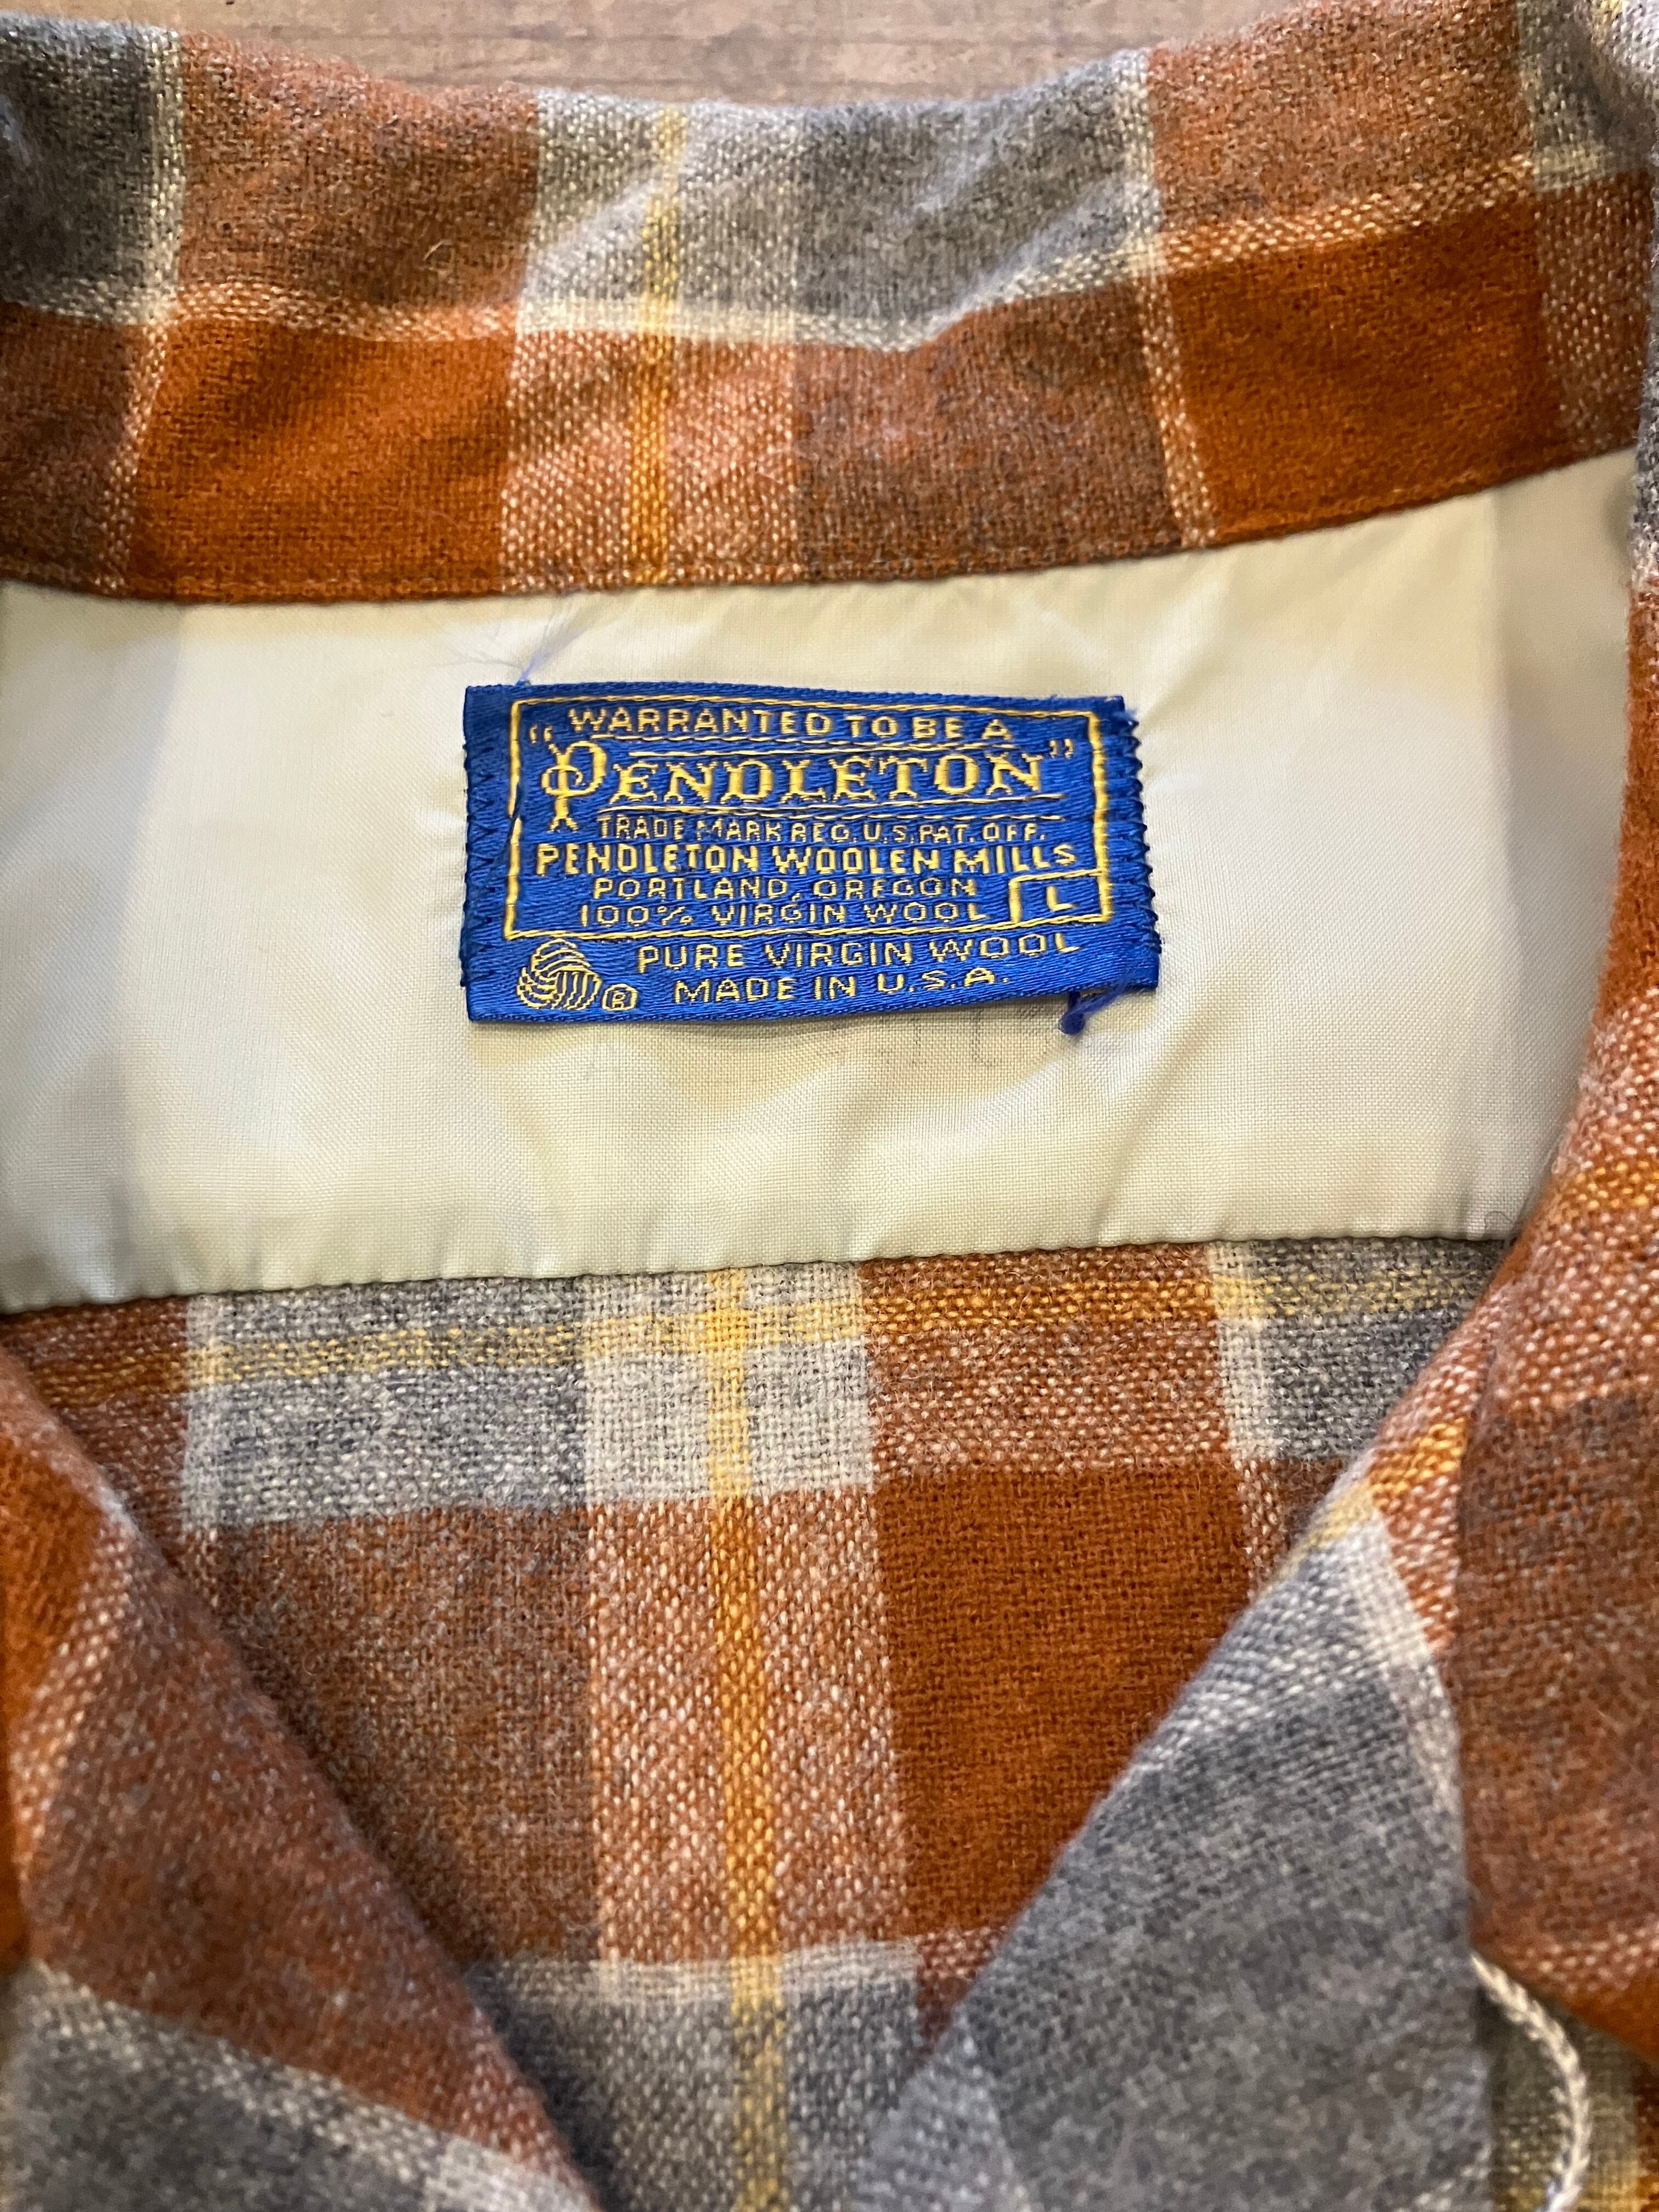 "WARRANTED TO BE A
PENDLETON"
TRADE MARK REG. U.S. PAT. OFF.
PENDLETON WOOLEN MILLS
PORTLAND, OREGON
100% VIRGIN WOOL L
PURE VIRGIN WOOL
® MADE IN U.S.A.